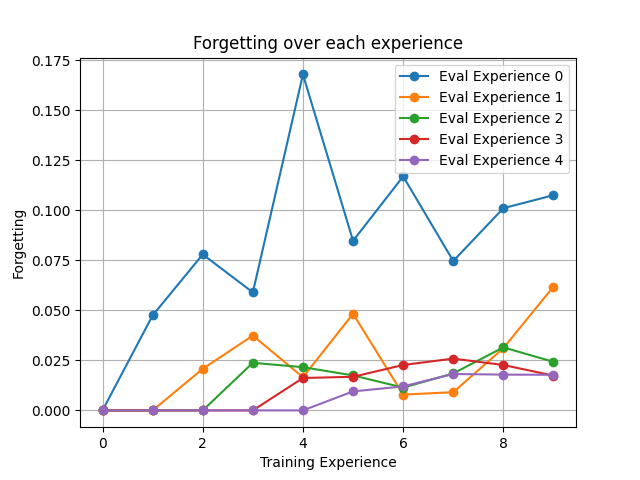 Forgetting over each experience
Eval Experience 0
Eval Experience 1
Eval Experience 2
Eval Experience 3
Eval Experience 4
0.175
0.150
0.125
0.100
0.075
0.050
0.025
0.000
Forgetting
0 2 4 6 8
Training Experience